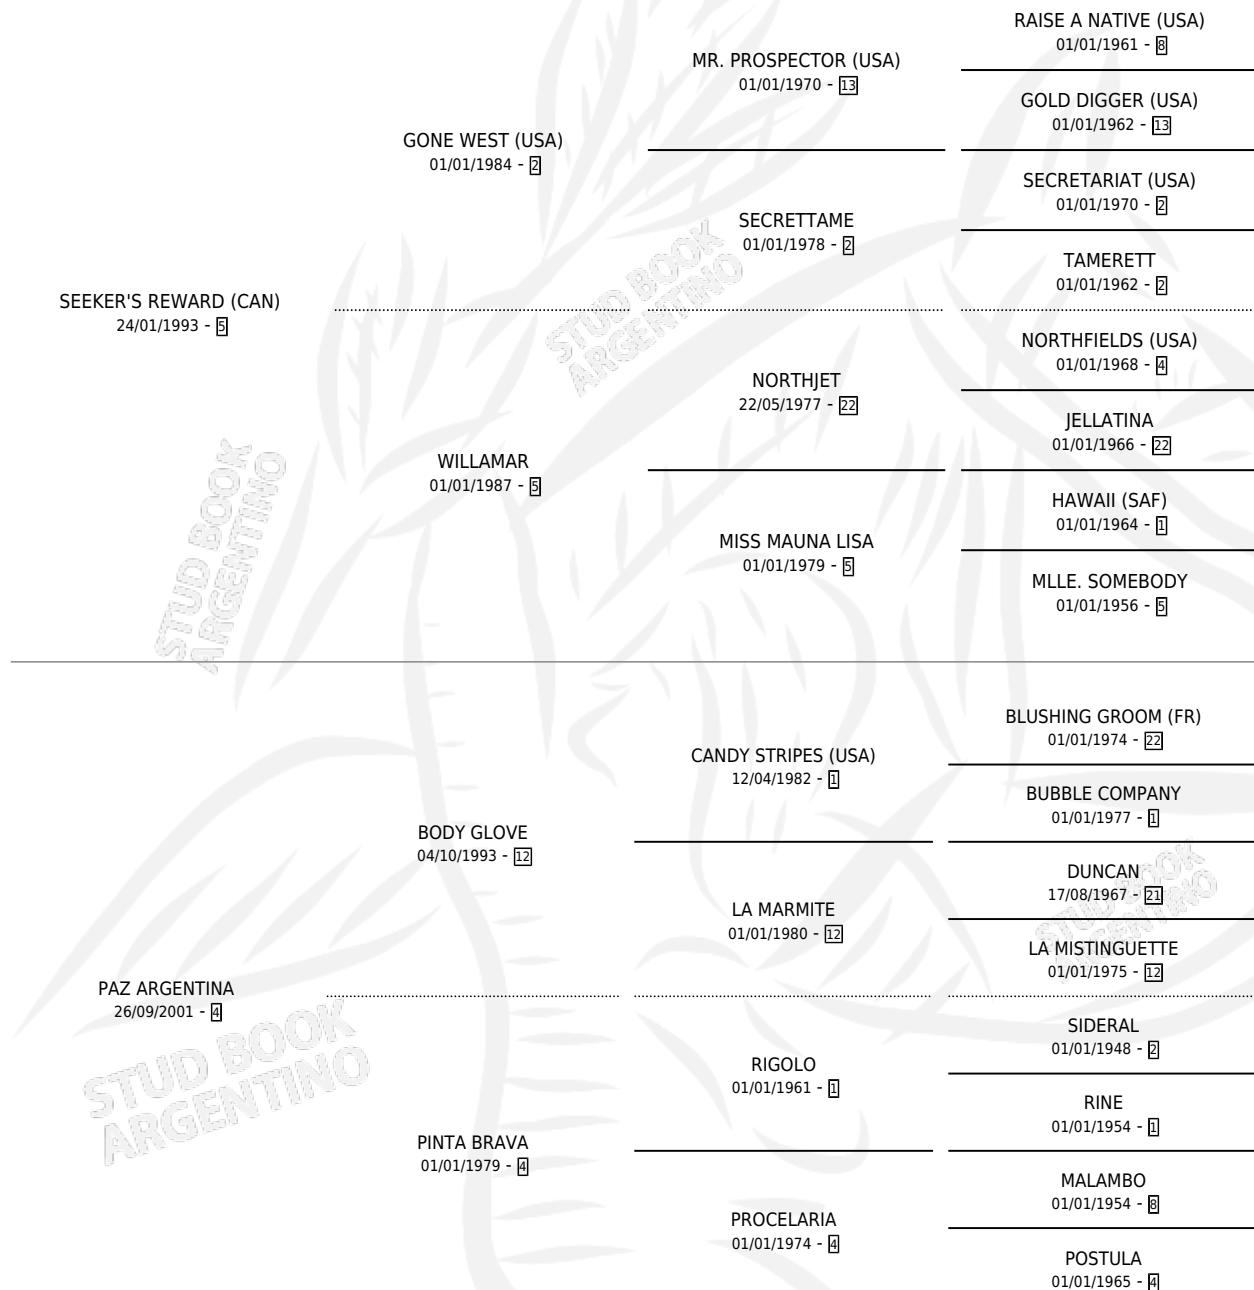 RAISE A NATIVE (USA)
01/01/1961 - 8
MR. PROSPECTOR (USA)
01/01/1970 - 13
GOLD DIGGER (USA)
01/01/1962 - 13
GONE WEST (USA)
01/01/1984 - 2
SECRETARIAT (USA)
01/01/1970 - 2
SECRETTAME
01/01/1978 - 2
TAMERETT
01/01/1962 - 2
SEEKER'S REWARD (CAN)
24/01/1993 - 5
NORTHFIELDS (USA)
01/01/1968 - 4
NORTHJET
22/05/1977 - 22
JELLATINA
01/01/1966 - 22
WILLAMAR
01/01/1987 - 5
HAWAII (SAF)
01/01/1964 - 1
MISS MAUNA LISA
01/01/1979 - 5
MLLE. SOMEBODY
01/01/1956 - 5
BLUSHING GROOM (FR)
01/01/1974 - 22
CANDY STRIPES (USA)
12/04/1982 - 1
BUBBLE COMPANY
01/01/1977 - 1
BODY GLOVE
04/10/1993 - 12
DUNCAN
17/08/1967 - 21
LA MARMITE
01/01/1980 - 12
LA MISTINGUETTE
01/01/1975 - 12
PAZ ARGENTINA
26/09/2001 - 4
SIDERAL
01/01/1948 - 2
RIGOLO
01/01/1961 - 1
RINE
01/01/1954 - 1
PINTA BRAVA
01/01/1979 - 4
MALAMBO
01/01/1954 - 8
PROCELARIA
01/01/1974 - 4
POSTULA
01/01/1965 - 4
STUD BOOK
ARGENTINO
STUD BOOK
ARGENTINO
STUD BOOK
ARGENTINO
STUD BOOK
ARGENTINO